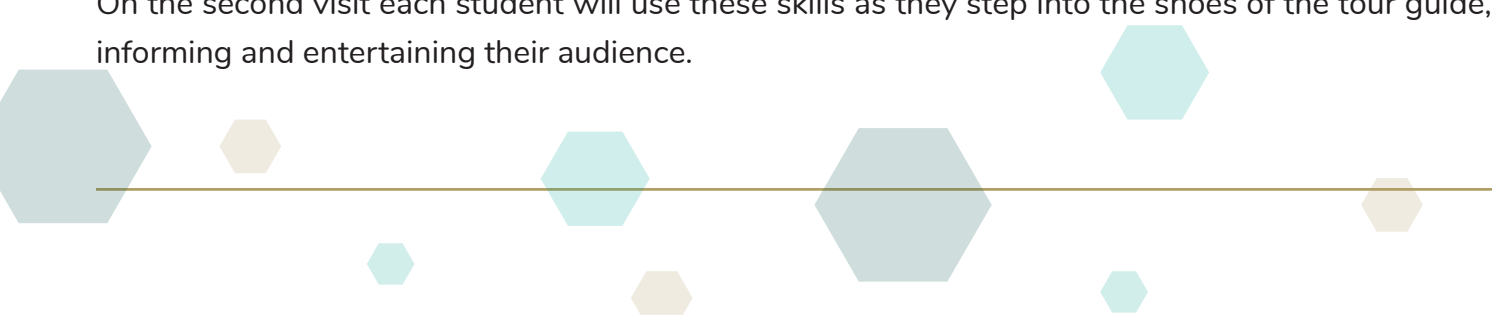 On the second visit each student will use these skills as they step into the shoes of the tour guide,
informing and entertaining their audience.